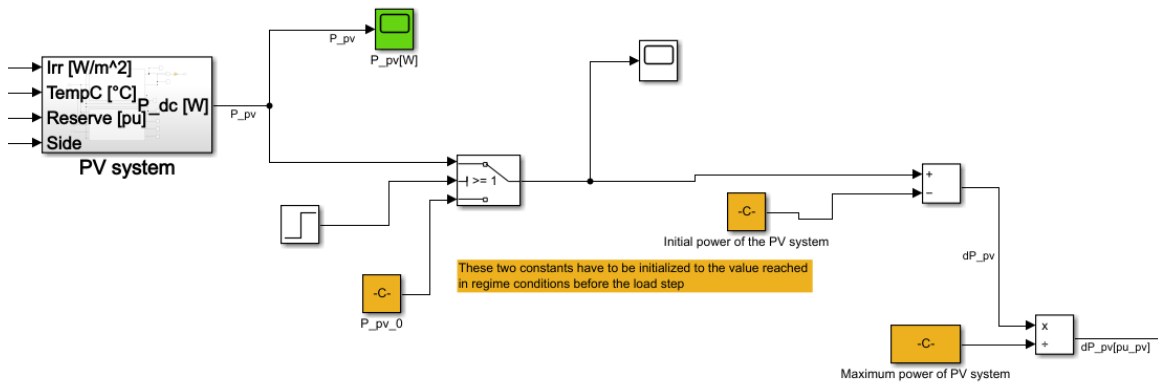 P_pv
P_pv[W]
Irr [W/m^2]
TempC [°C]
P_dc [W]
Reserve [pu]
Side
P_pv
PV system
>= 1
+
−
-C-
Initial power of the PV system
dP_pv
These two constants have to be initialized to the value reached
in regime conditions before the load step
-C-
P_pv_0
x
÷
-C-
dP_pv[pu_pv]
Maximum power of PV system